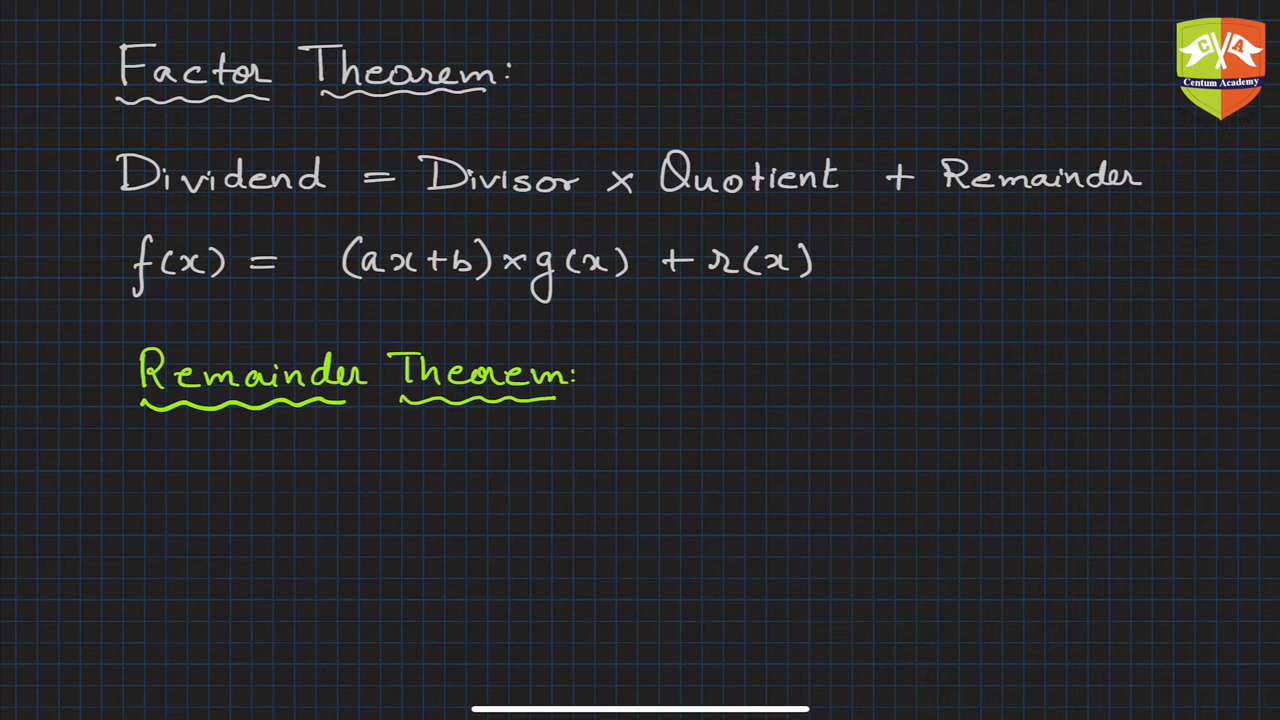 Factor Theorem:
C A
Centum Academy
Dividend = Divisor × Quotient + Remainder
f(x) = (ax+b)×g(x) + r(x)
Remainder Theorem: